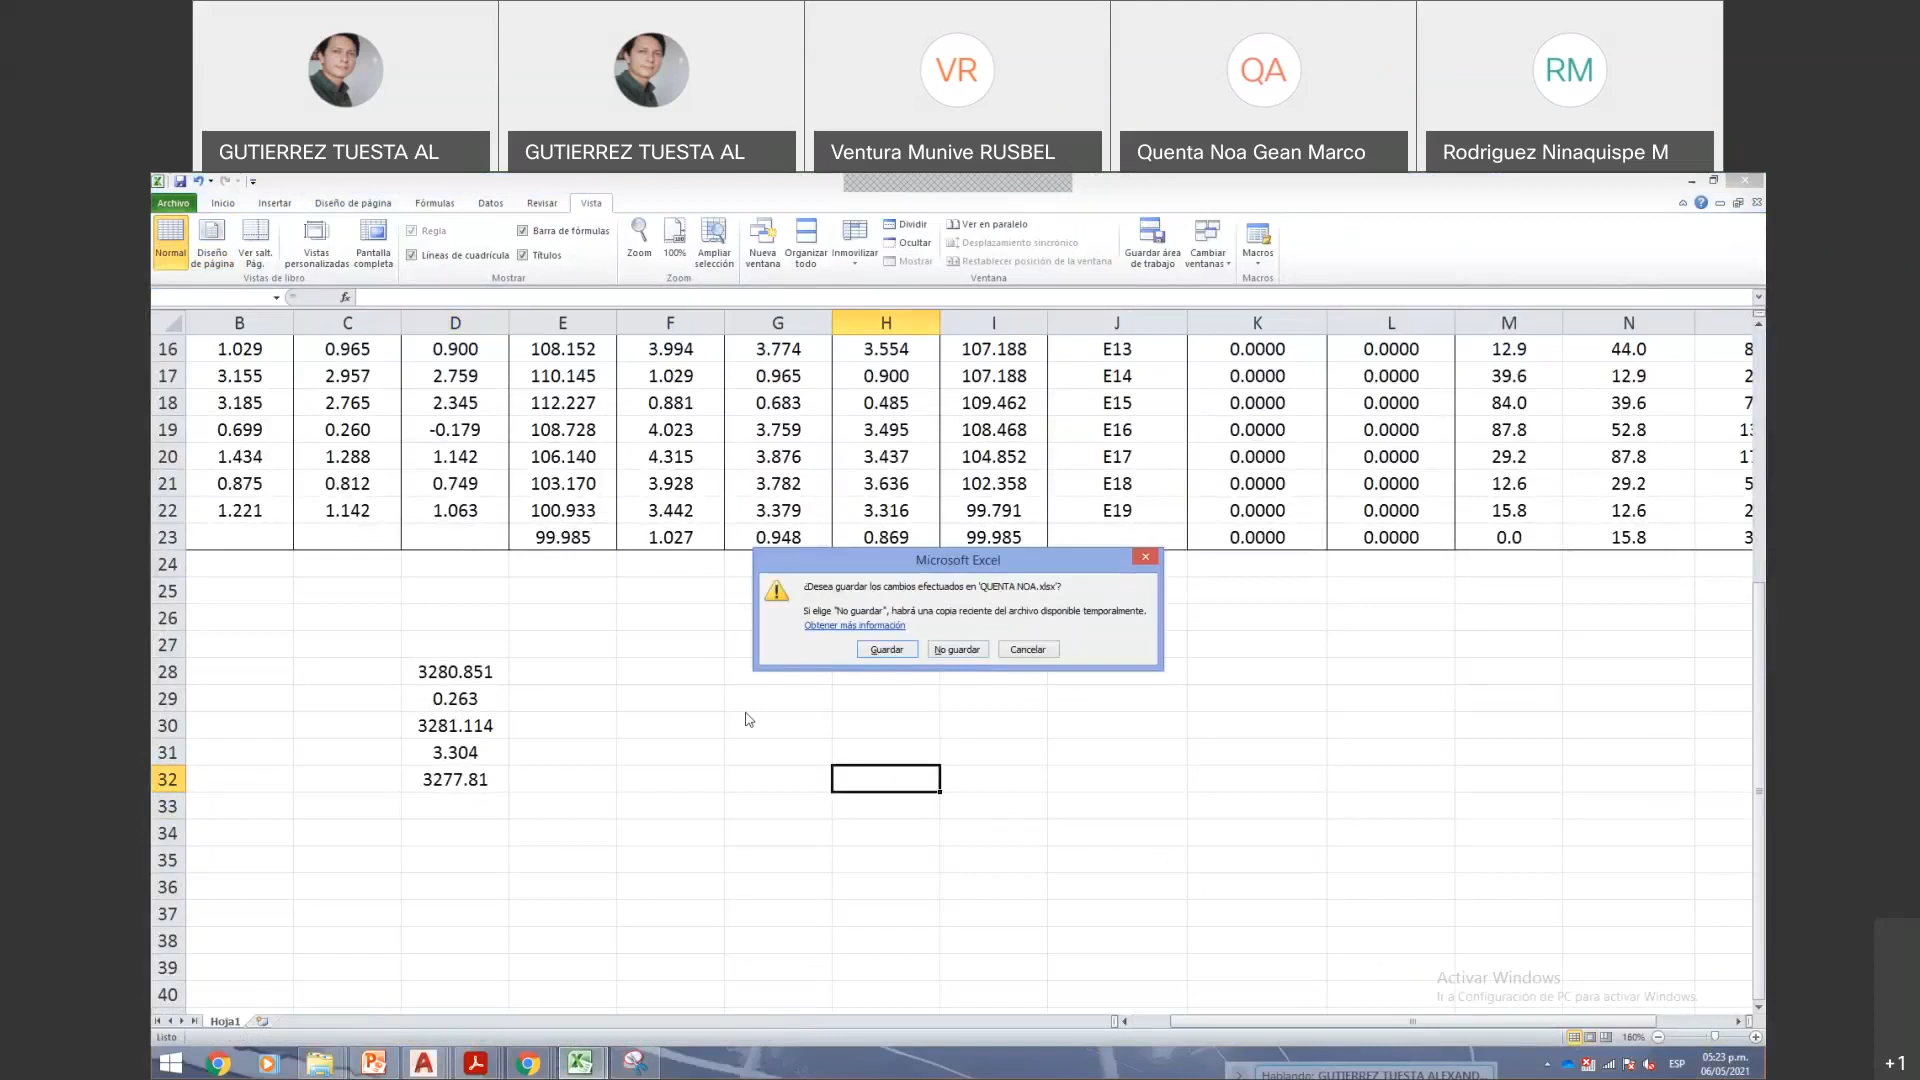 VR
QA
RM
GUTIERREZ TUESTA AL
GUTIERREZ TUESTA AL
Ventura Munive RUSBEL
Quenta Noa Gean Marco
Rodriguez Ninaquispe M
Archivo Inicio Insertar Diseño de página Fórmulas Datos Revisar Vista
Normal
Diseño de página
Ver salt. Pág.
Vistas personalizadas
Pantalla completa
Vistas de libro
Regla
Barra de fórmulas
Líneas de cuadrícula
Títulos
Mostrar
Zoom
100%
Ampliar selección
Zoom
Nueva ventana
Organizar todo
Inmovilizar
Dividir
Ocultar
Mostrar
Ver en paralelo
Desplazamiento sincrónico
Restablecer posición de la ventana
Ventana
Guardar área de trabajo
Cambiar ventanas
Macros
Macros
fx
B C D E F G H I J K L M N
16 1.029 0.965 0.900 108.152 3.994 3.774 3.554 107.188 E13 0.0000 0.0000 12.9 44.0 8
17 3.155 2.957 2.759 110.145 1.029 0.965 0.900 107.188 E14 0.0000 0.0000 39.6 12.9 2
18 3.185 2.765 2.345 112.227 0.881 0.683 0.485 109.462 E15 0.0000 0.0000 84.0 39.6 7
19 0.699 0.260 -0.179 108.728 4.023 3.759 3.495 108.468 E16 0.0000 0.0000 87.8 52.8 13
20 1.434 1.288 1.142 106.140 4.315 3.876 3.437 104.852 E17 0.0000 0.0000 29.2 87.8 17
21 0.875 0.812 0.749 103.170 3.928 3.782 3.636 102.358 E18 0.0000 0.0000 12.6 29.2 5
22 1.221 1.142 1.063 100.933 3.442 3.379 3.316 99.791 E19 0.0000 0.0000 15.8 12.6 2
23 99.985 1.027 0.948 0.869 99.985 0.0000 0.0000 0.0 15.8 3
24
25
26
27
28 3280.851
29 0.263
30 3281.114
31 3.304
32 3277.81
33
34
35
36
37
38
39
40
Microsoft Excel
¿Desea guardar los cambios efectuados en 'QUENTA NOA.xlsx'?
Si elige "No guardar", habrá una copia reciente del archivo disponible temporalmente.
Obtener más información
Guardar No guardar Cancelar
Activar Windows
Ir a Configuración de PC para activar Windows.
Hoja1
Listo
160%
Hablando: GUTIERREZ TUESTA ALEXAND...
ESP
05:23 p.m.
06/05/2021
+1